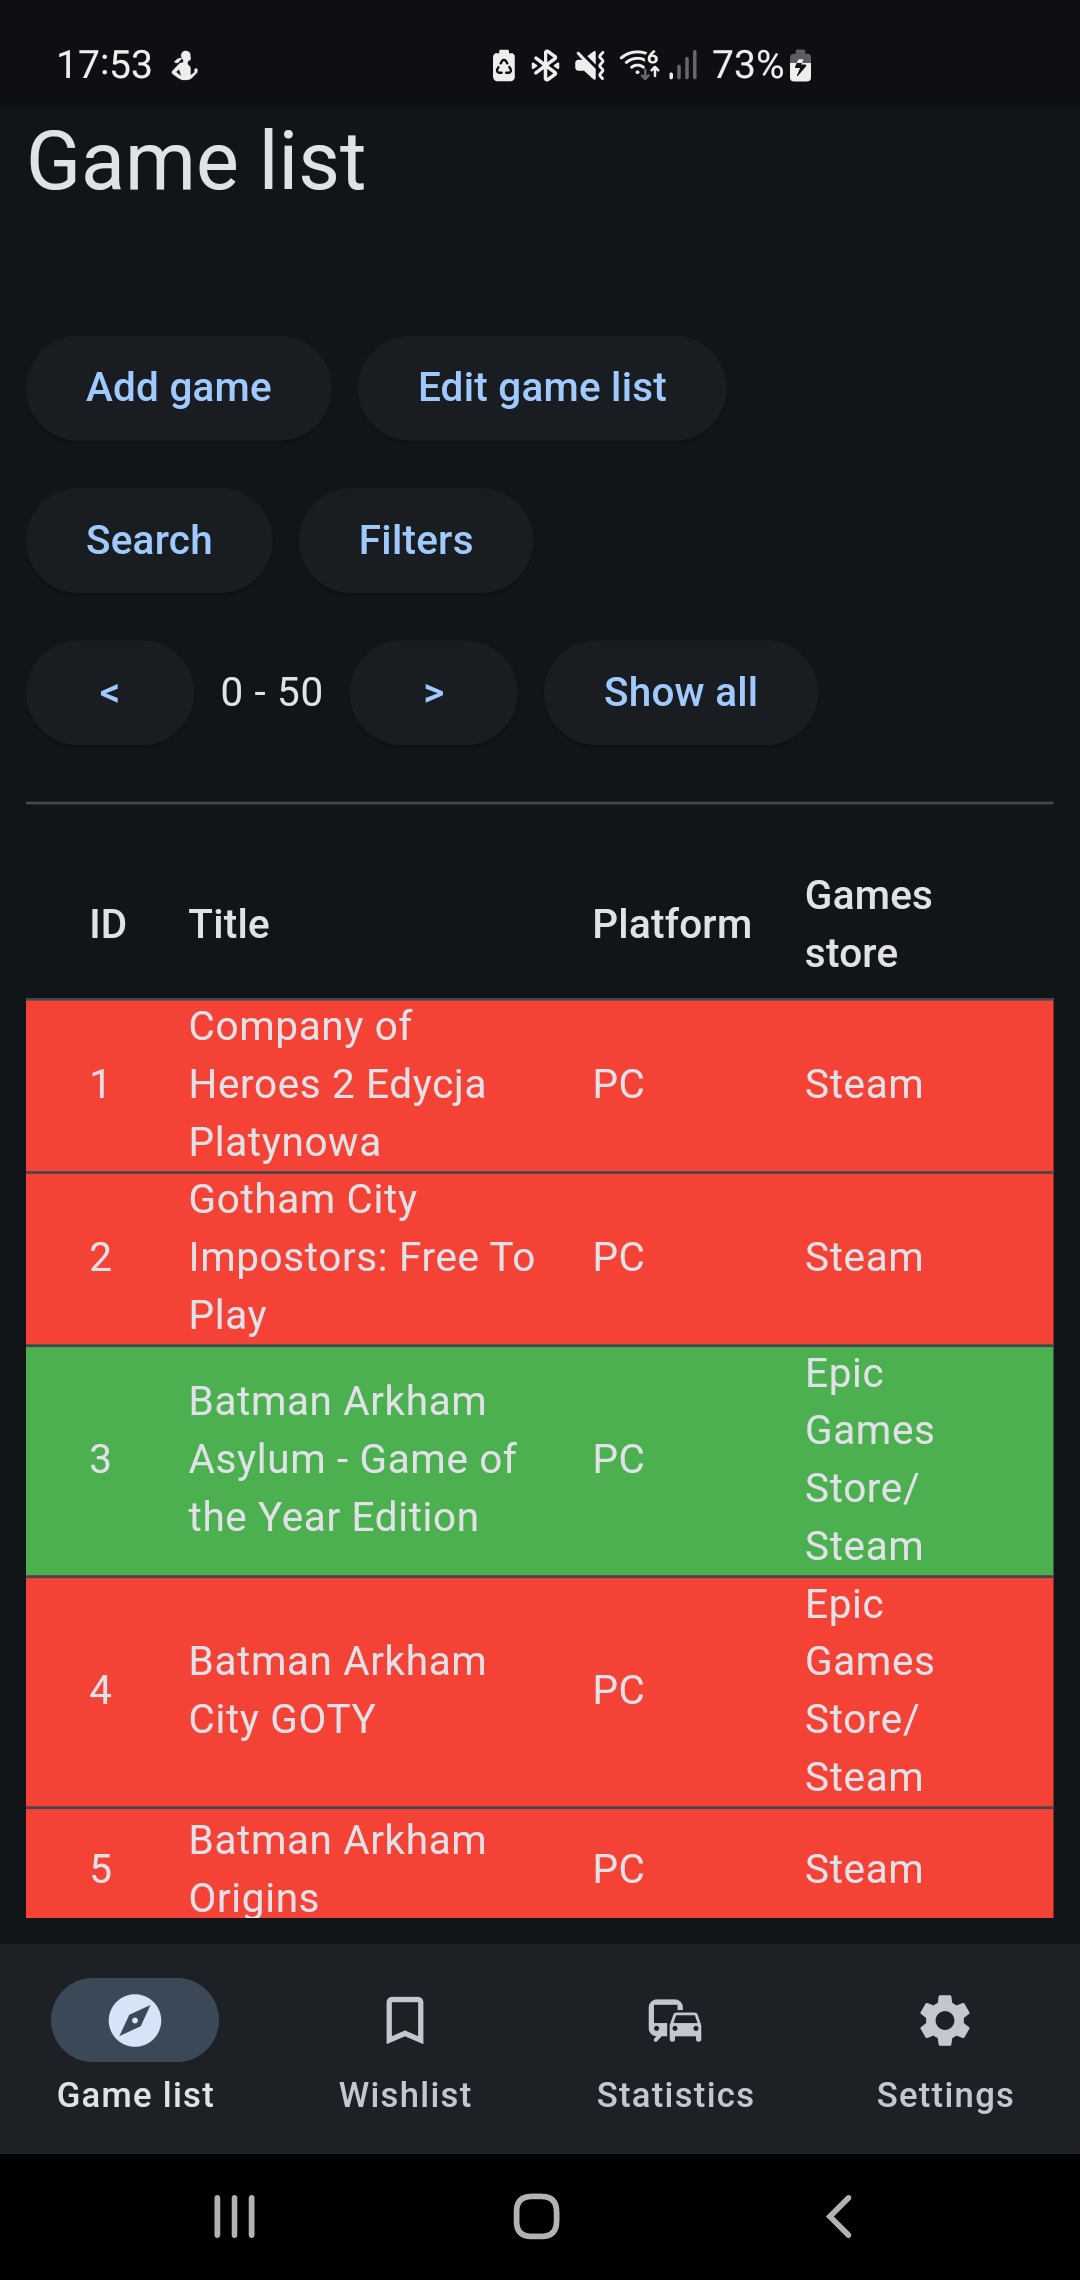 17:53 73%
Game list
Add game Edit game list
Search Filters
< 0 - 50 > Show all
ID Title Platform Games store
1 Company of Heroes 2 Edycja Platynowa PC Steam
2 Gotham City Impostors: Free To Play PC Steam
3 Batman Arkham Asylum - Game of the Year Edition PC Epic Games Store/ Steam
4 Batman Arkham City GOTY PC Epic Games Store/ Steam
5 Batman Arkham Origins PC Steam
Game list Wishlist Statistics Settings